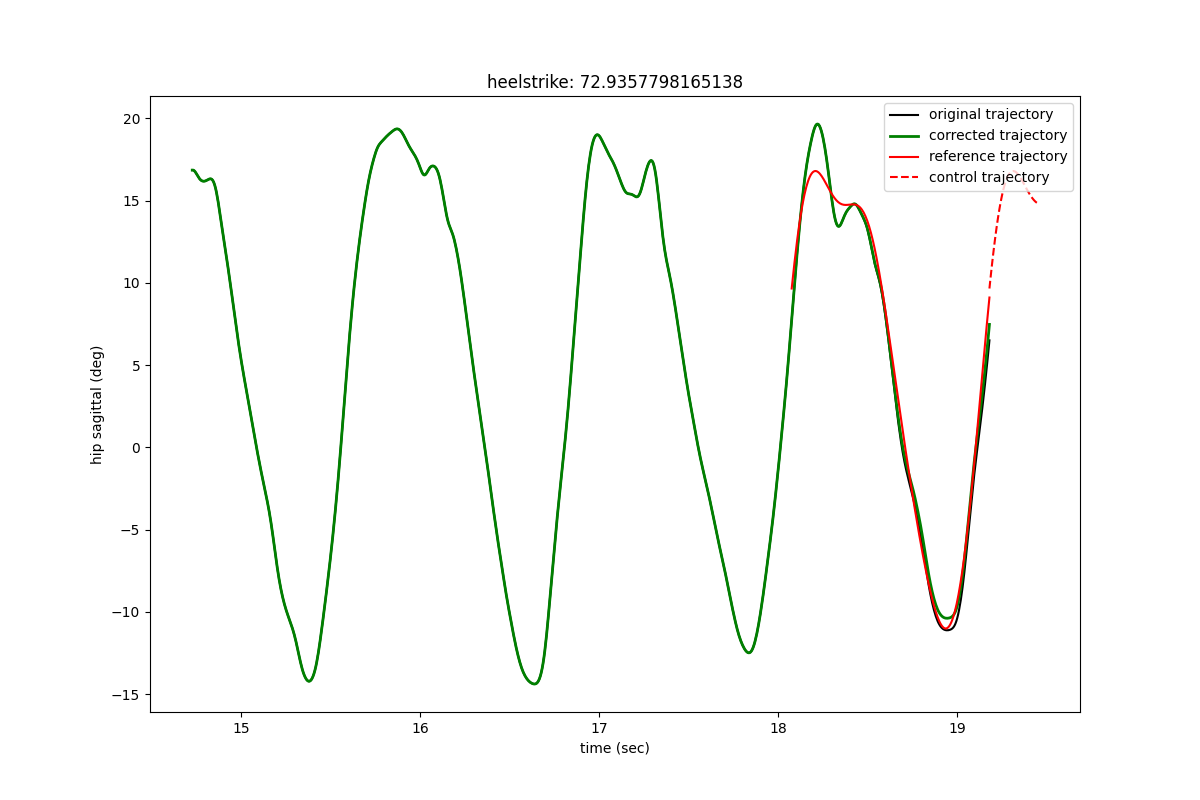 heelstrike: 72.9357798165138
original trajectory
corrected trajectory
reference trajectory
control trajectory
hip sagittal (deg)
20
15
10
5
0
−5
−10
−15
15 16 17 18 19
time (sec)